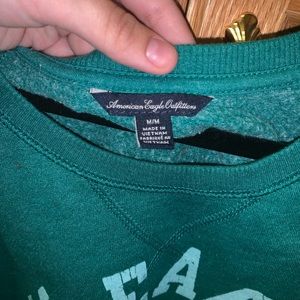 American Eagle Outfitters
M/M
MADE IN
VIETNAM
FABRIQUÉ AU
VIETNAM
EA